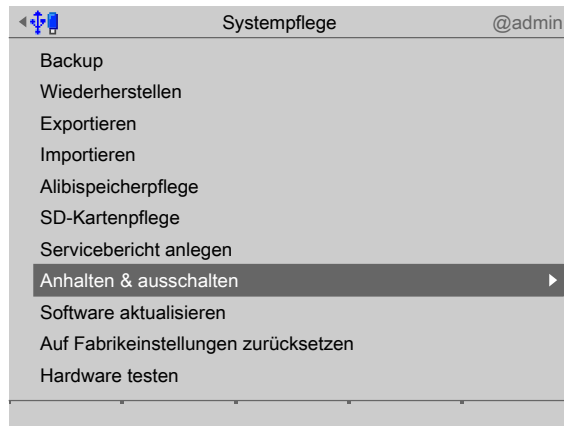 Systempflege @admin
Backup
Wiederherstellen
Exportieren
Importieren
Alibispeicherpflege
SD-Kartenpflege
Servicebericht anlegen
Anhalten & ausschalten
Software aktualisieren
Auf Fabrikeinstellungen zurücksetzen
Hardware testen